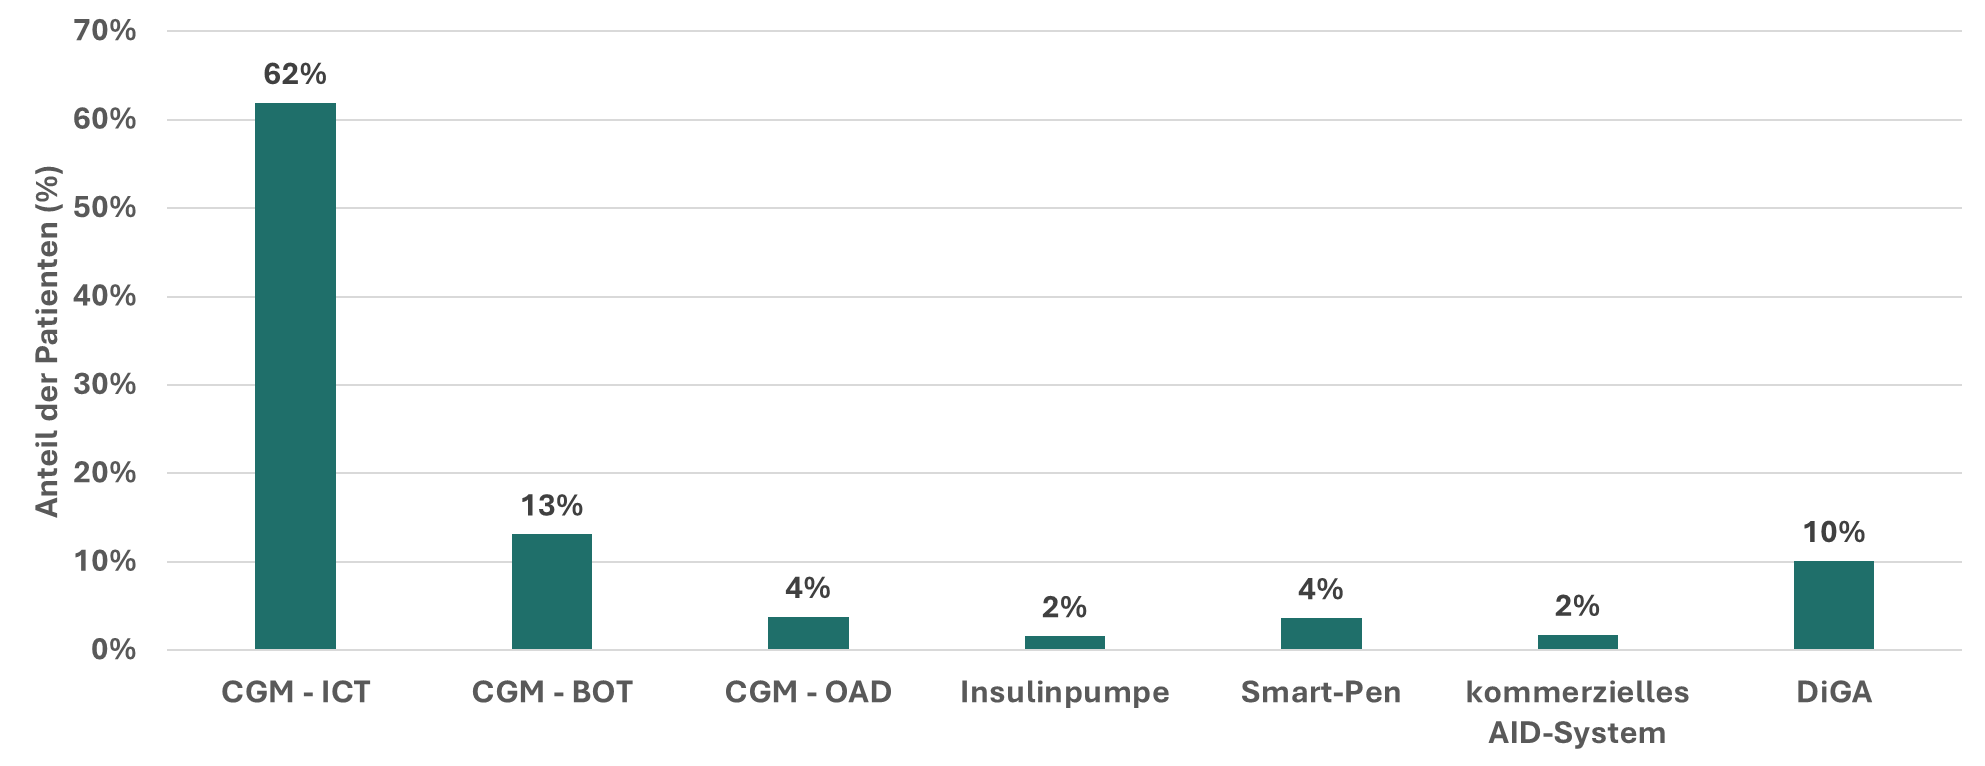 Anteil der Patienten (%)
70%
60%
50%
40%
30%
20%
10%
0%
62%
13%
4%
2%
4%
2%
10%
CGM - ICT
CGM - BOT
CGM - OAD
Insulinpumpe
Smart-Pen
kommerzielles
AID-System
DiGA